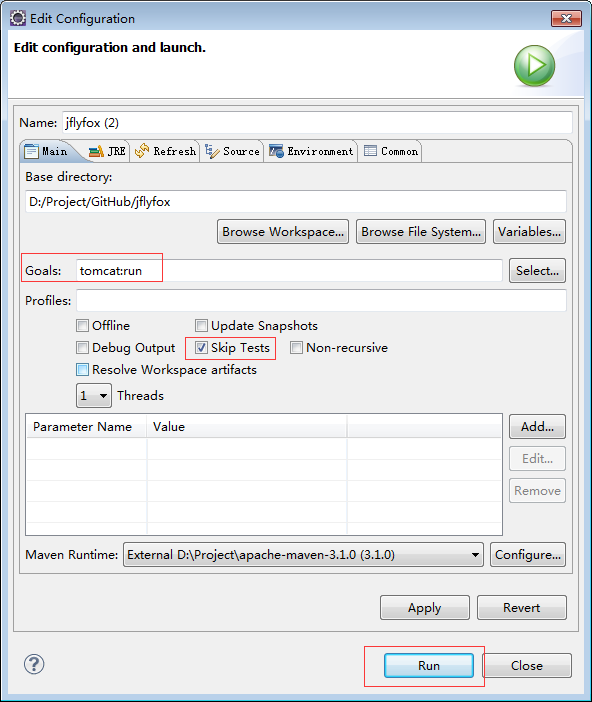 Edit Configuration
Edit configuration and launch.
Name: jflyfox (2)
Main JRE Refresh Source Environment Common
Base directory:
D:/Project/GitHub/jflyfox
Browse Workspace... Browse File System... Variables...
Goals: tomcat:run Select...
Profiles:
Offline Update Snapshots
Debug Output Skip Tests Non-recursive
Resolve Workspace artifacts
1 Threads
Parameter Name Value Add...
Edit...
Remove
Maven Runtime: External D:\Project\apache-maven-3.1.0 (3.1.0) Configure...
Apply Revert
? Run Close